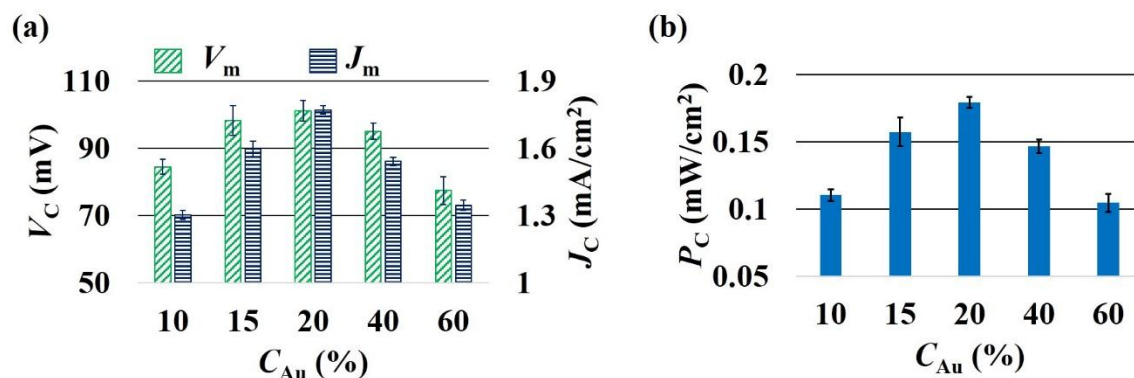 (a)
V_m J_m
110
90
70
50
V_C (mV)
1.9
1.6
1.3
1
J_C (mA/cm²)
10 15 20 40 60
C_Au (%)
(b)
0.2
0.15
0.1
0.05
P_C (mW/cm²)
10 15 20 40 60
C_Au (%)